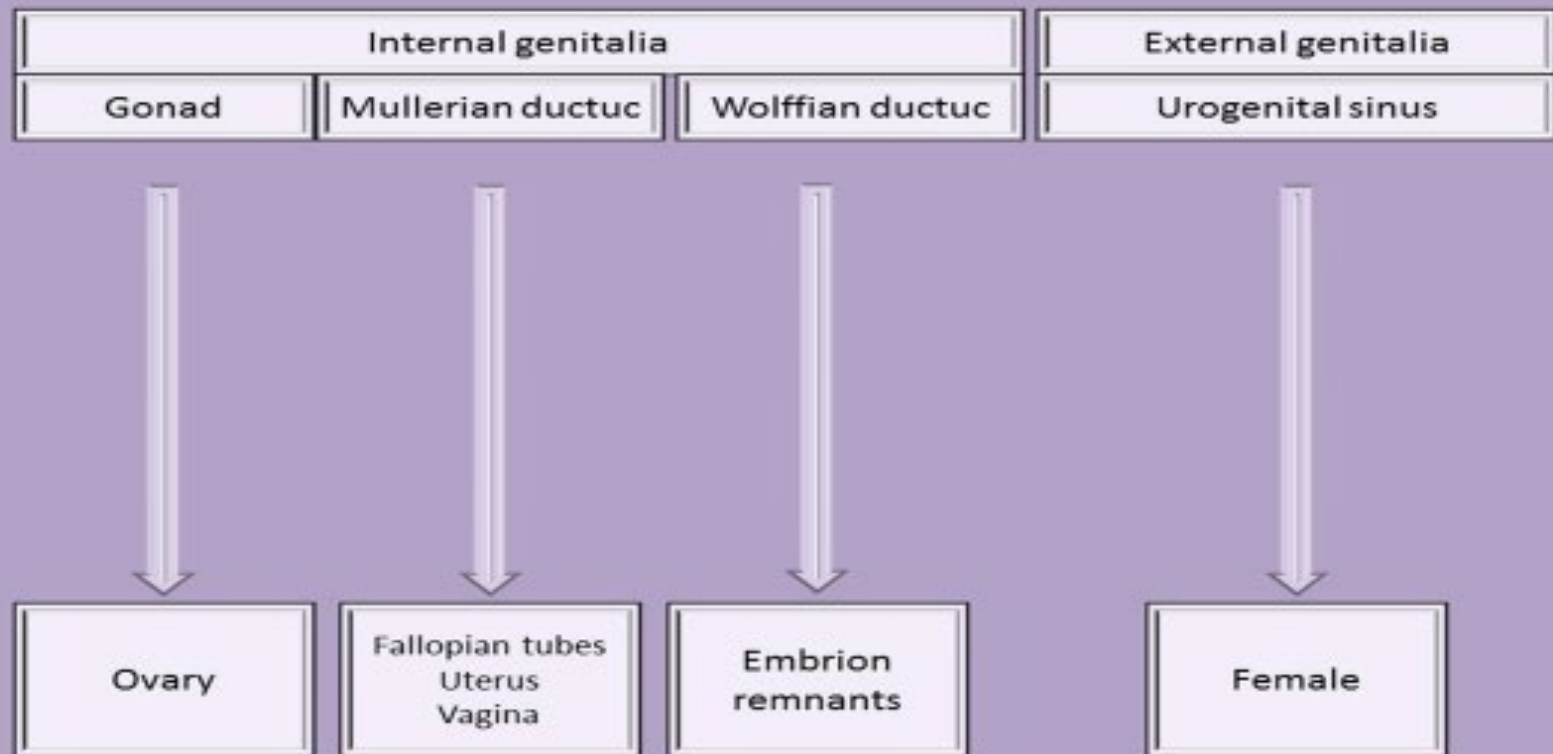 Internal genitalia
External genitalia
Gonad
Mullerian ductuc
Wolffian ductuc
Urogenital sinus
Ovary
Fallopian tubes
Uterus
Vagina
Embrion
remnants
Female